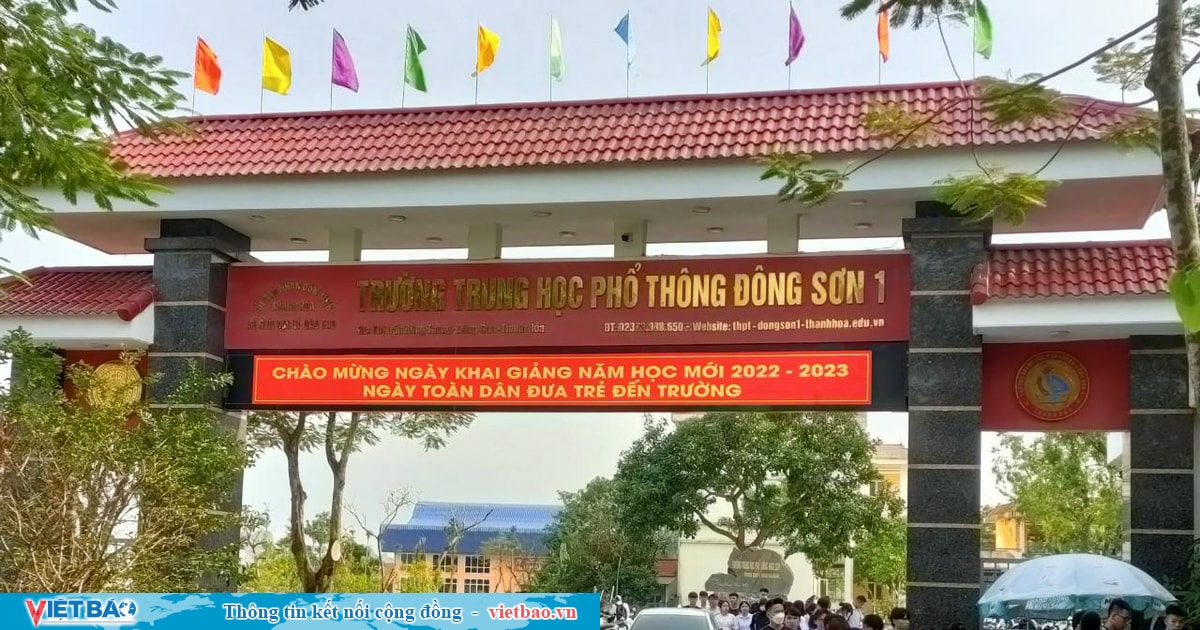 TRƯỜNG TRUNG HỌC PHỔ THÔNG ĐÔNG SƠN 1
Website: thpt - dongson1-thanhhoa.edu.vn
CHÀO MỪNG NGÀY KHAI GIẢNG NĂM HỌC MỚI 2022 - 2023
NGÀY TOÀN DÂN ĐƯA TRẺ ĐẾN TRƯỜNG
VIETBAO
Thông tin kết nối cộng đồng - vietbao.vn